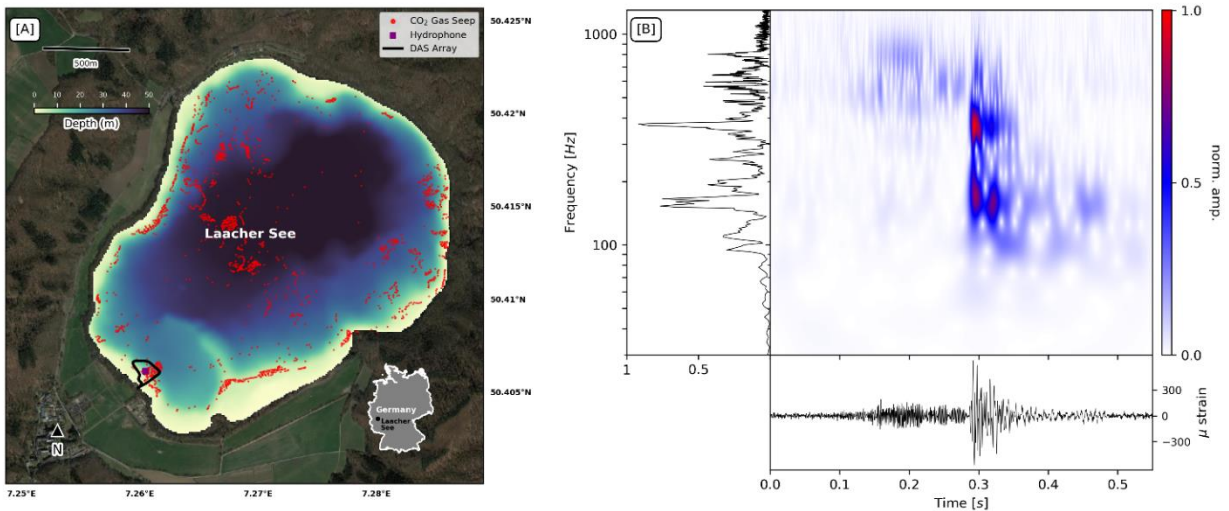 [A]
CO₂ Gas Seep
Hydrophone
DAS Array
500m
0 10 20 30 40 50
Depth (m)
Laacher See
50.425°N
50.42°N
50.415°N
50.41°N
50.405°N
Germany
Laacher
See
N
7.25°E
7.26°E
7.27°E
7.28°E
[B]
1000
100
Frequency [Hz]
1 0.5
1.0
0.5
0.0
norm. amp.
300
0
−300
μ strain
0.0 0.1 0.2 0.3 0.4 0.5
Time [s]